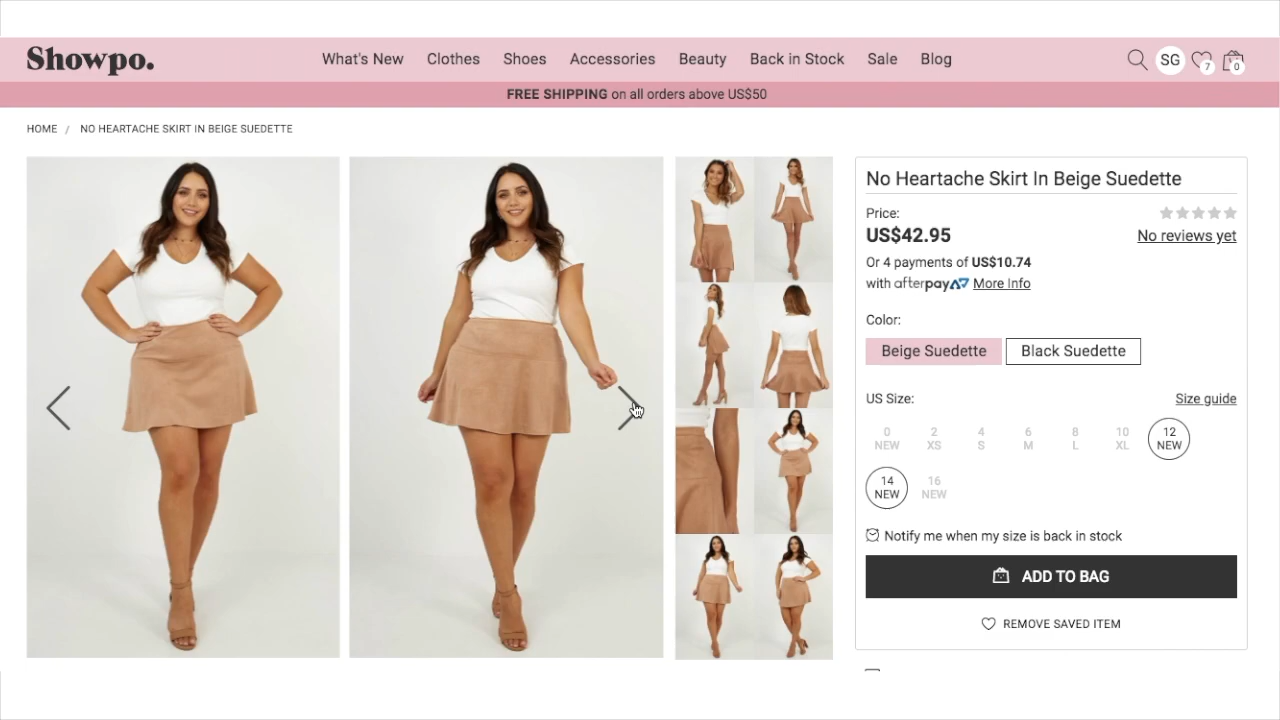 Showpo.
What's New Clothes Shoes Accessories Beauty Back in Stock Sale Blog
SG 7 0
FREE SHIPPING on all orders above US$50
HOME / NO HEARTACHE SKIRT IN BEIGE SUEDETTE
No Heartache Skirt In Beige Suedette
Price:
US$42.95 No reviews yet
Or 4 payments of US$10.74
with afterpay More Info
Color:
Beige Suedette Black Suedette
US Size: Size guide
0 2 4 6 8 10 12
NEW XS S M L XL NEW
14 16
NEW NEW
Notify me when my size is back in stock
ADD TO BAG
REMOVE SAVED ITEM